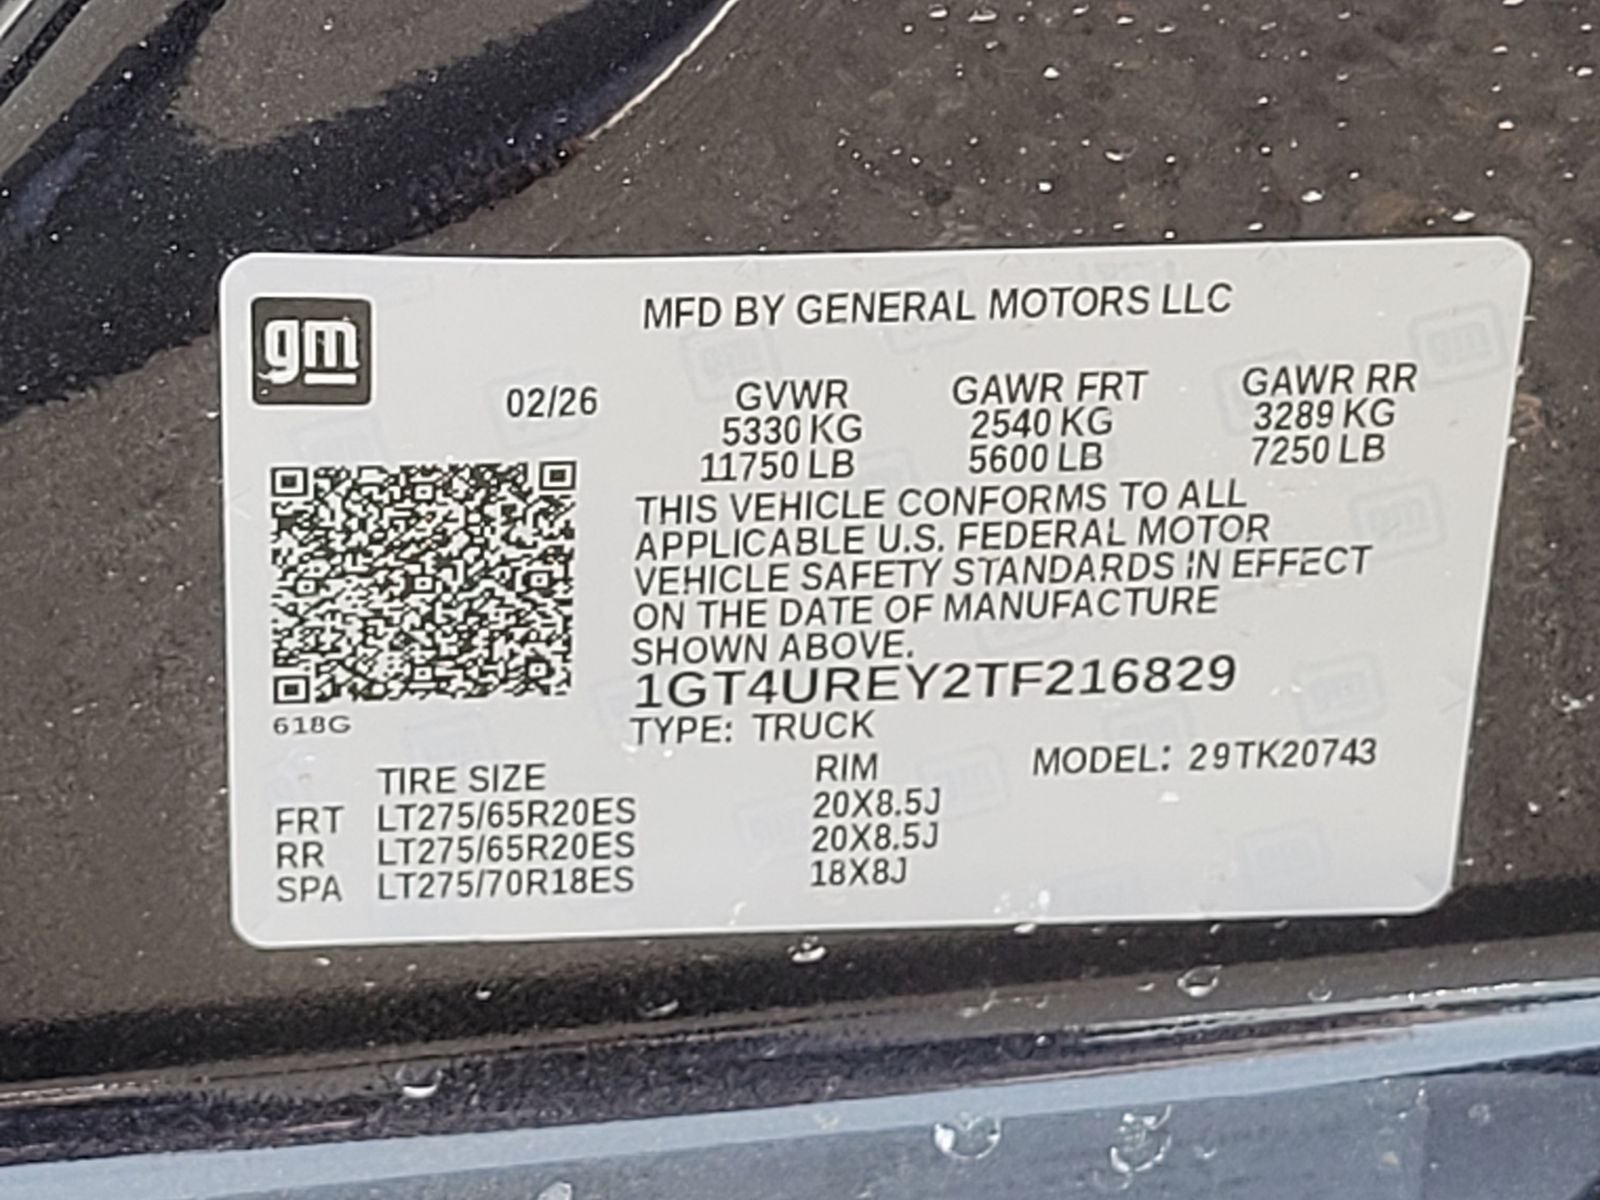 gm
MFD BY GENERAL MOTORS LLC
02/26
GVWR GAWR FRT GAWR RR
5330 KG 2540 KG 3289 KG
11750 LB 5600 LB 7250 LB
THIS VEHICLE CONFORMS TO ALL
APPLICABLE U.S. FEDERAL MOTOR
VEHICLE SAFETY STANDARDS IN EFFECT
ON THE DATE OF MANUFACTURE
SHOWN ABOVE.
1GT4UREY2TF216829
618G
TYPE: TRUCK
TIRE SIZE RIM MODEL: 29TK20743
FRT LT275/65R20ES 20X8.5J
RR LT275/65R20ES 20X8.5J
SPA LT275/70R18ES 18X8J